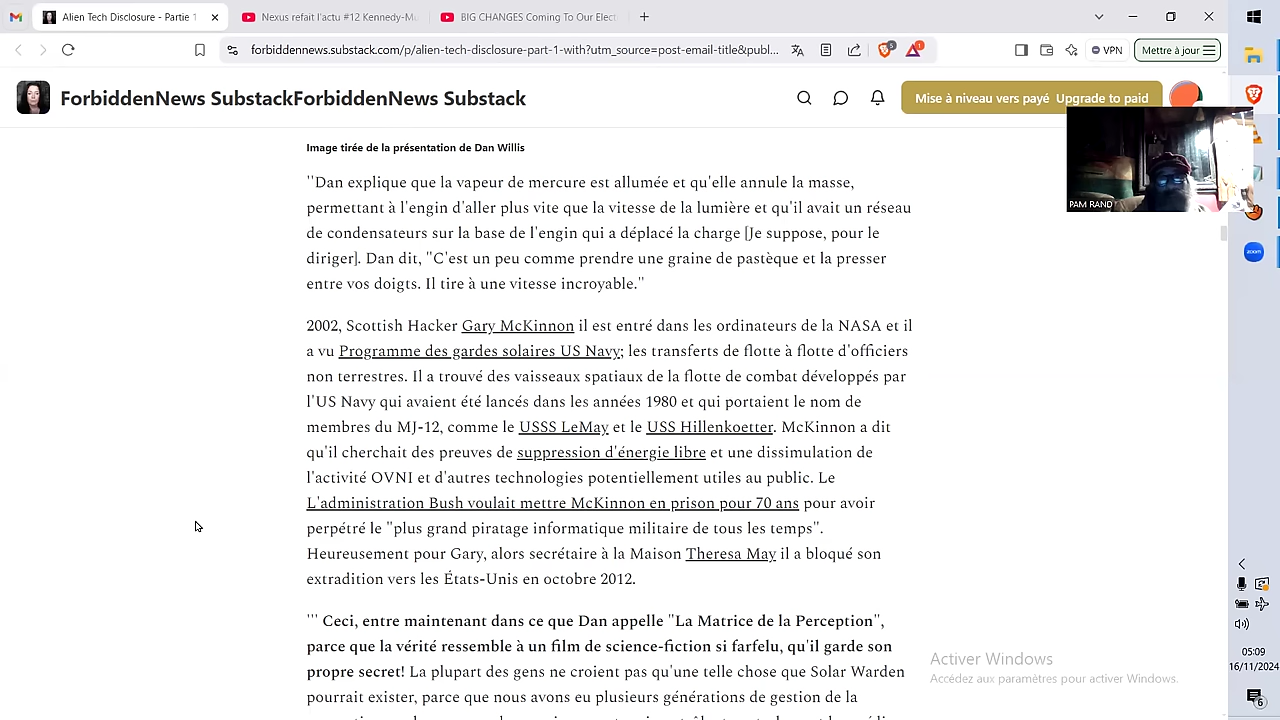 Alien Tech Disclosure - Partie 1
Nexus refait l'actu #12 Kennedy-Mu
BIG CHANGES Coming To Our Elect
forbiddennews.substack.com/p/alien-tech-disclosure-part-1-with?utm_source=post-email-title&publ...
5
1
VPN
Mettre à jour
ForbiddenNews SubstackForbiddenNews Substack
Mise à niveau vers payé Upgrade to paid
PAM RAND
Image tirée de la présentation de Dan Willis
''Dan explique que la vapeur de mercure est allumée et qu'elle annule la masse,
permettant à l'engin d'aller plus vite que la vitesse de la lumière et qu'il avait un réseau
de condensateurs sur la base de l'engin qui a déplacé la charge [Je suppose, pour le
diriger]. Dan dit, "C'est un peu comme prendre une graine de pastèque et la presser
entre vos doigts. Il tire à une vitesse incroyable."
2002, Scottish Hacker Gary McKinnon il est entré dans les ordinateurs de la NASA et il
a vu Programme des gardes solaires US Navy; les transferts de flotte à flotte d'officiers
non terrestres. Il a trouvé des vaisseaux spatiaux de la flotte de combat développés par
l'US Navy qui avaient été lancés dans les années 1980 et qui portaient le nom de
membres du MJ-12, comme le USSS LeMay et le USS Hillenkoetter. McKinnon a dit
qu'il cherchait des preuves de suppression d'énergie libre et une dissimulation de
l'activité OVNI et d'autres technologies potentiellement utiles au public. Le
L'administration Bush voulait mettre McKinnon en prison pour 70 ans pour avoir
perpétré le "plus grand piratage informatique militaire de tous les temps".
Heureusement pour Gary, alors secrétaire à la Maison Theresa May il a bloqué son
extradition vers les États-Unis en octobre 2012.
''' Ceci, entre maintenant dans ce que Dan appelle "La Matrice de la Perception",
parce que la vérité ressemble à un film de science-fiction si farfelu, qu'il garde son
propre secret! La plupart des gens ne croient pas qu'une telle chose que Solar Warden
pourrait exister, parce que nous avons eu plusieurs générations de gestion de la
Activer Windows
Accédez aux paramètres pour activer Windows.
zoom
05:09
16/11/2024
6